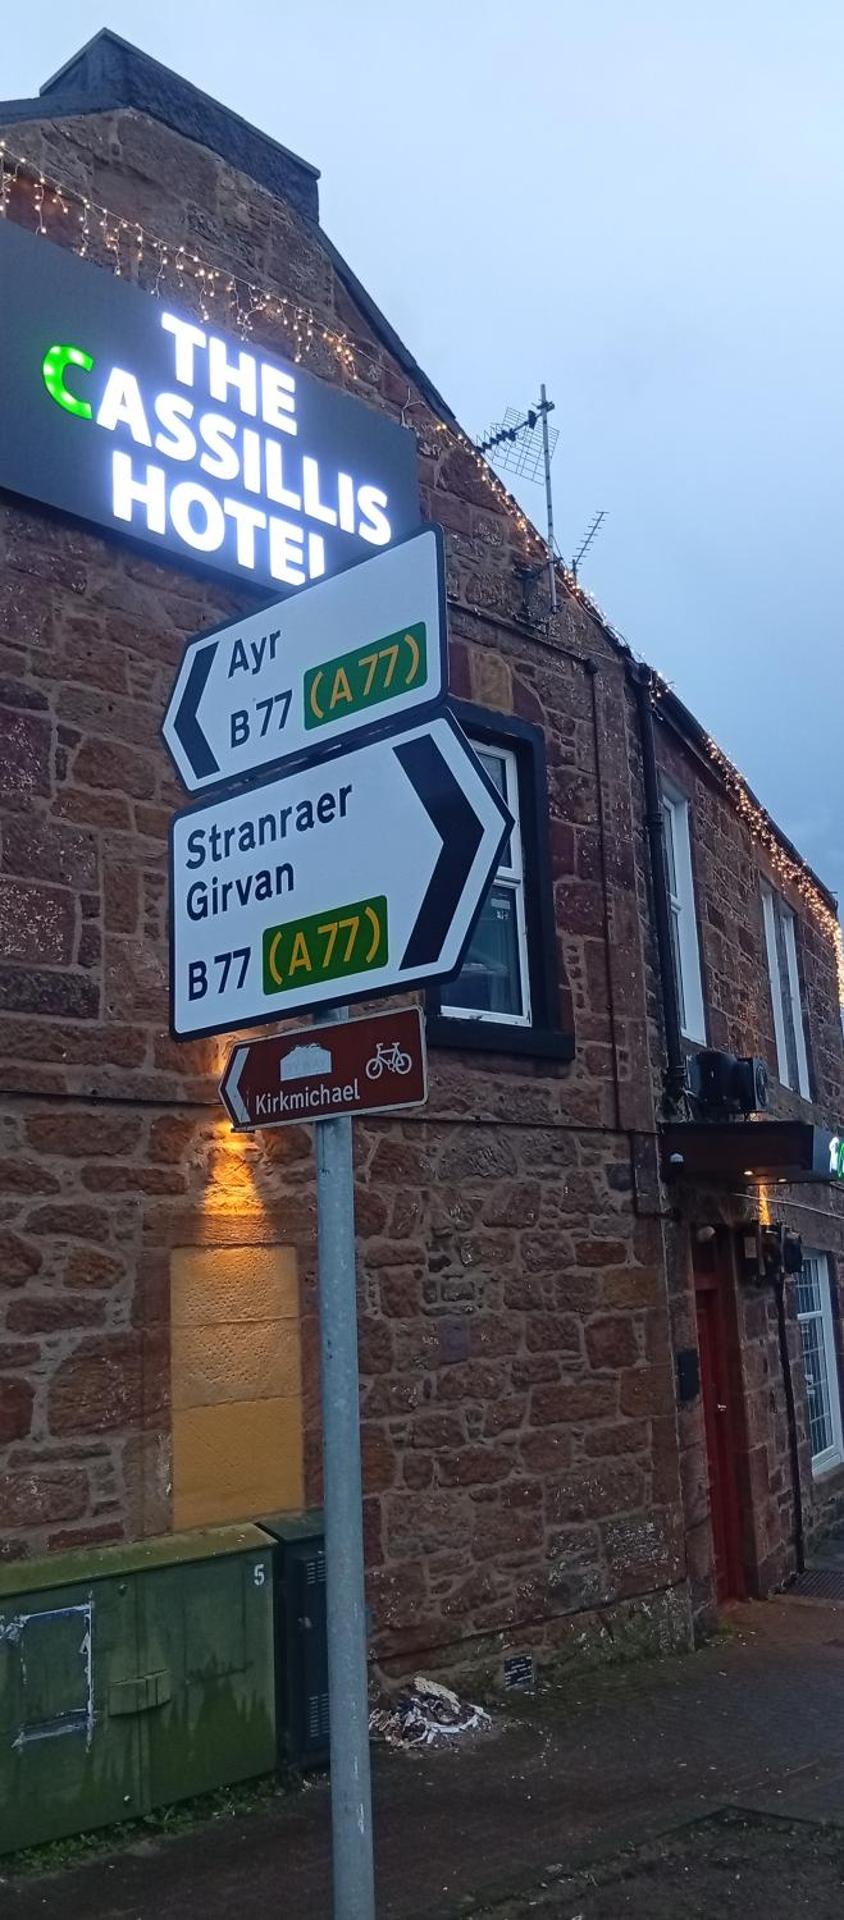 THE
CASSILLIS
HOTEL
Ayr
B77 (A77)
Stranraer
Girvan
B77 (A77)
Kirkmichael
5